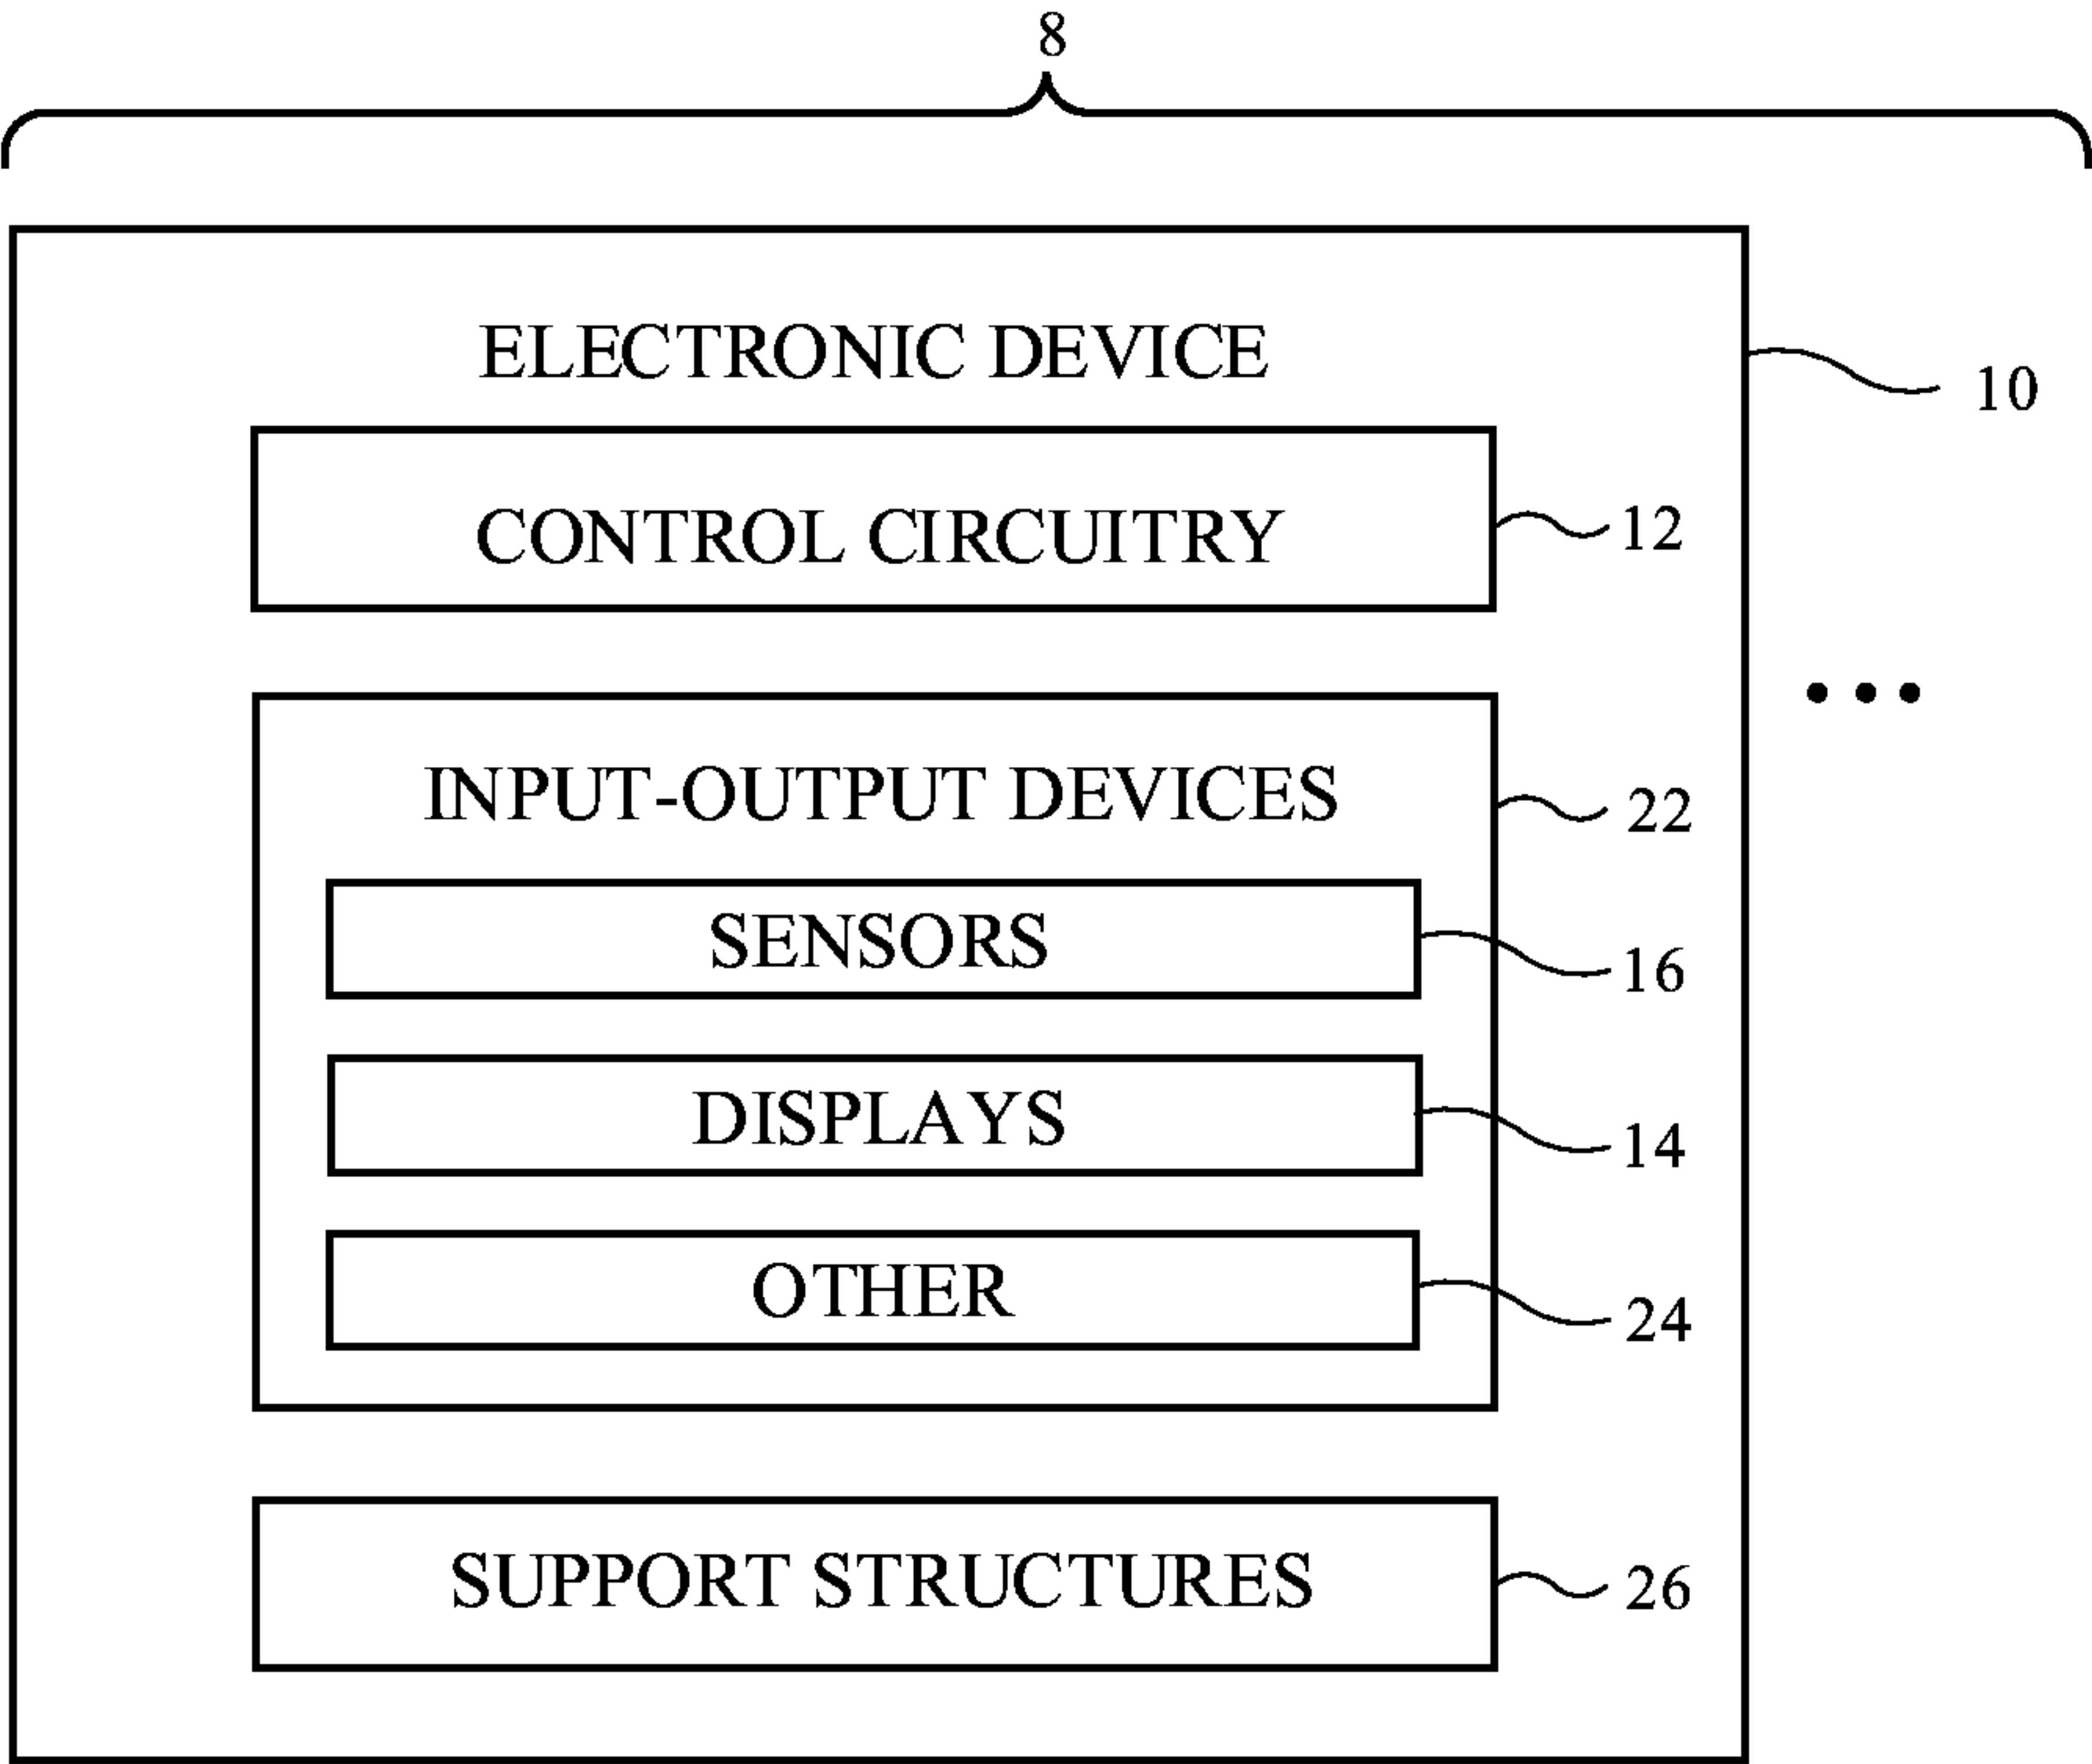 8
ELECTRONIC DEVICE
10
CONTROL CIRCUITRY
12
...
INPUT-OUTPUT DEVICES
22
SENSORS
16
DISPLAYS
14
OTHER
24
SUPPORT STRUCTURES
26